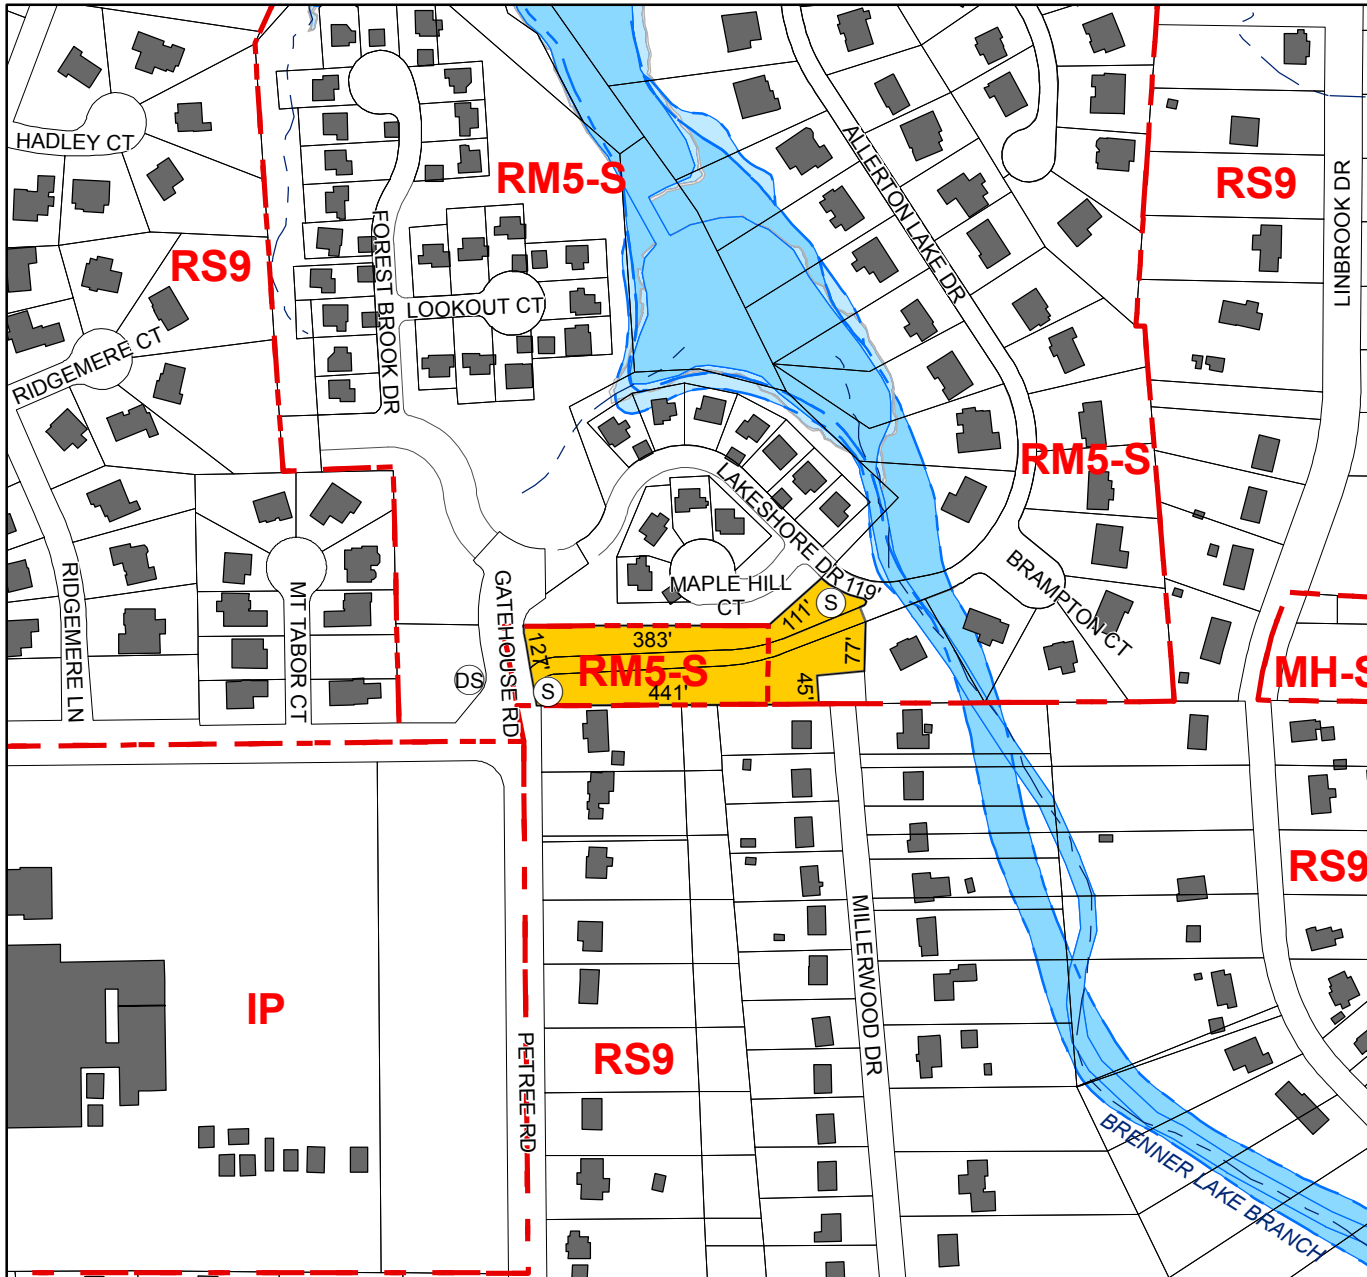 HADLEY CT
RM5-S
ALLERTON LAKE DR
RS9
LINBROOK DR
RS9
FOREST BROOK DR
LOOKOUT CT
RIDGEMERE CT
RM5-S
LAKESHORE DR
RIDGEMERE LN
MT TABOR CT
GATEHOUSE RD
MAPLE HILL
CT
119'
111'
S
BRAMPTON CT
127'
383'
RM5-S
441'
S
77'
45'
DS
MH-S
RS9
MILLERWOOD DR
IP
PETREE RD
RS9
BRENNER LAKE BRANCH